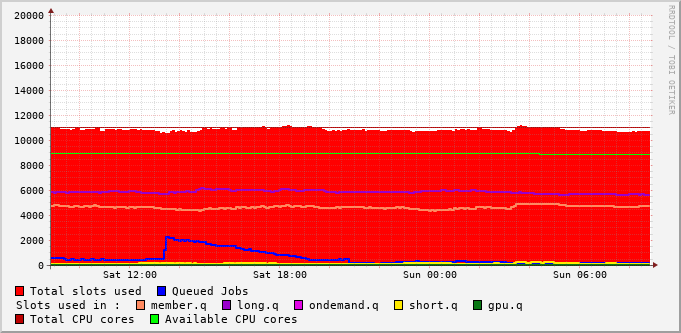 20000
18000
16000
14000
12000
10000
8000
6000
4000
2000
0
Sat 12:00 Sat 18:00 Sun 00:00 Sun 06:00
Total slots used Queued Jobs
Slots used in : member.q long.q ondemand.q short.q gpu.q
Total CPU cores Available CPU cores
RRDTOOL / TOBI OETIKER